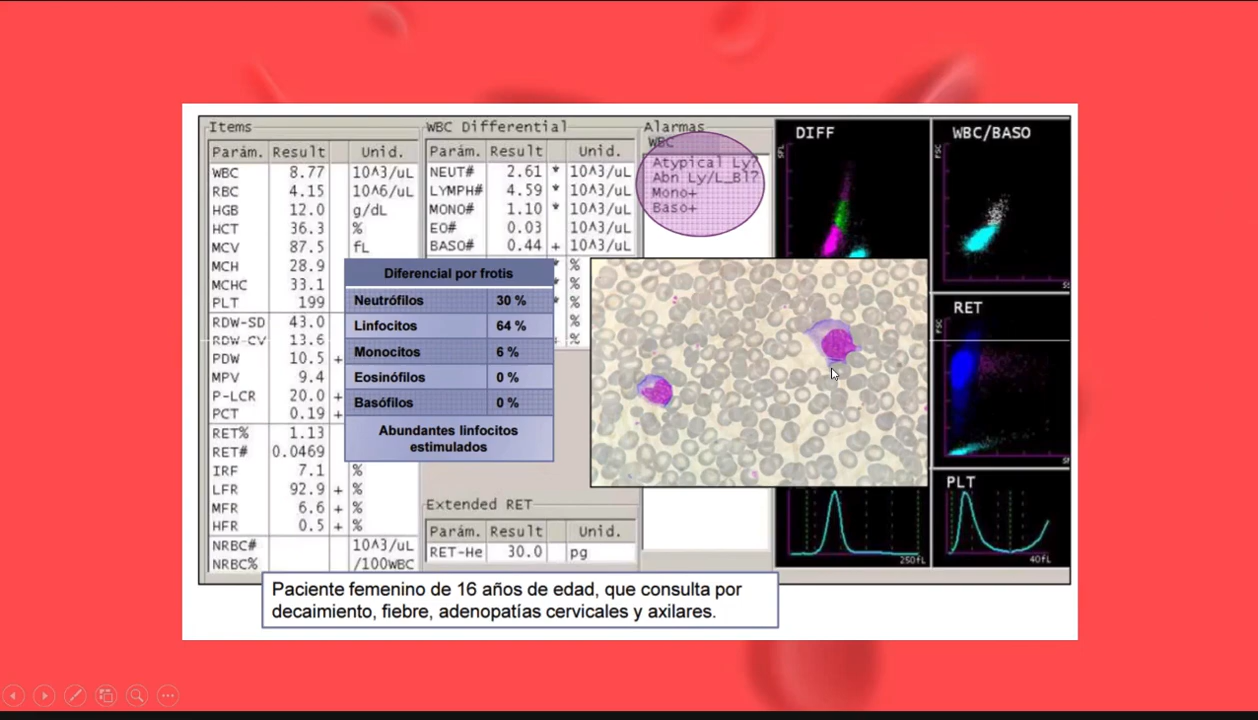 Items
Parám. Result Unid.
WBC 8.77 10^3/uL
RBC 4.15 10^6/uL
HGB 12.0 g/dL
HCT 36.3 %
MCV 87.5 fL
MCH 28.9
MCHC 33.1
PLT 199
RDW-SD 43.0
RDW-CV 13.6
PDW 10.5 +
MPV 9.4
P-LCR 20.0 +
PCT 0.19 +
RET% 1.13
RET# 0.0469
IRF 7.1 %
LFR 92.9 + %
MFR 6.6 + %
HFR 0.5 + %
NRBC# 10^3/uL
NRBC% /100WBC
WBC Differential
Parám. Result Unid.
NEUT# 2.61 * 10^3/uL
LYMPH# 4.59 * 10^3/uL
MONO# 1.10 * 10^3/uL
EO# 0.03 10^3/uL
BASO# 0.44 + 10^3/uL
* %
* %
* %
%
%
Diferencial por frotis
Neutrófilos 30 %
Linfocitos 64 %
Monocitos 6 %
Eosinófilos 0 %
Basófilos 0 %
Abundantes linfocitos
estimulados
Extended RET
Parám. Result Unid.
RET-He 30.0 pg
Alarmas
WBC
Atypical Ly?
Abn Ly/L_Bl?
Mono+
Baso+
DIFF
SFL
WBC/BASO
FSC
RET
FSC
250fL
PLT
40fL
Paciente femenino de 16 años de edad, que consulta por
decaimiento, fiebre, adenopatías cervicales y axilares.